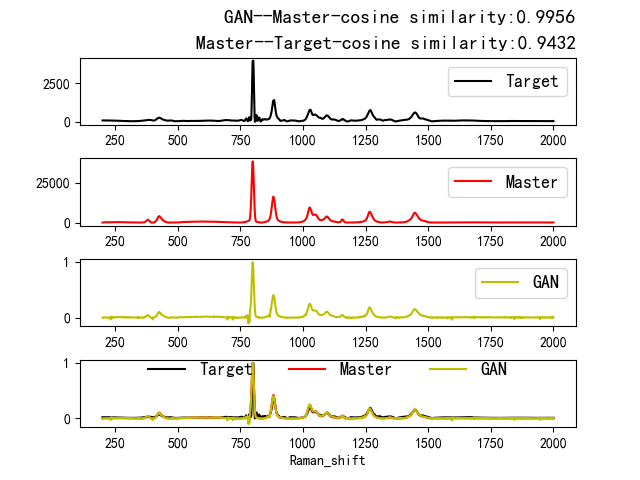 GAN--Master-cosine similarity:0.9956
Master--Target-cosine similarity:0.9432
2500
0
Target
250 500 750 1000 1250 1500 1750 2000
25000
0
Master
250 500 750 1000 1250 1500 1750 2000
1
0
GAN
250 500 750 1000 1250 1500 1750 2000
1
0
Target Master GAN
250 500 750 1000 1250 1500 1750 2000
Raman_shift